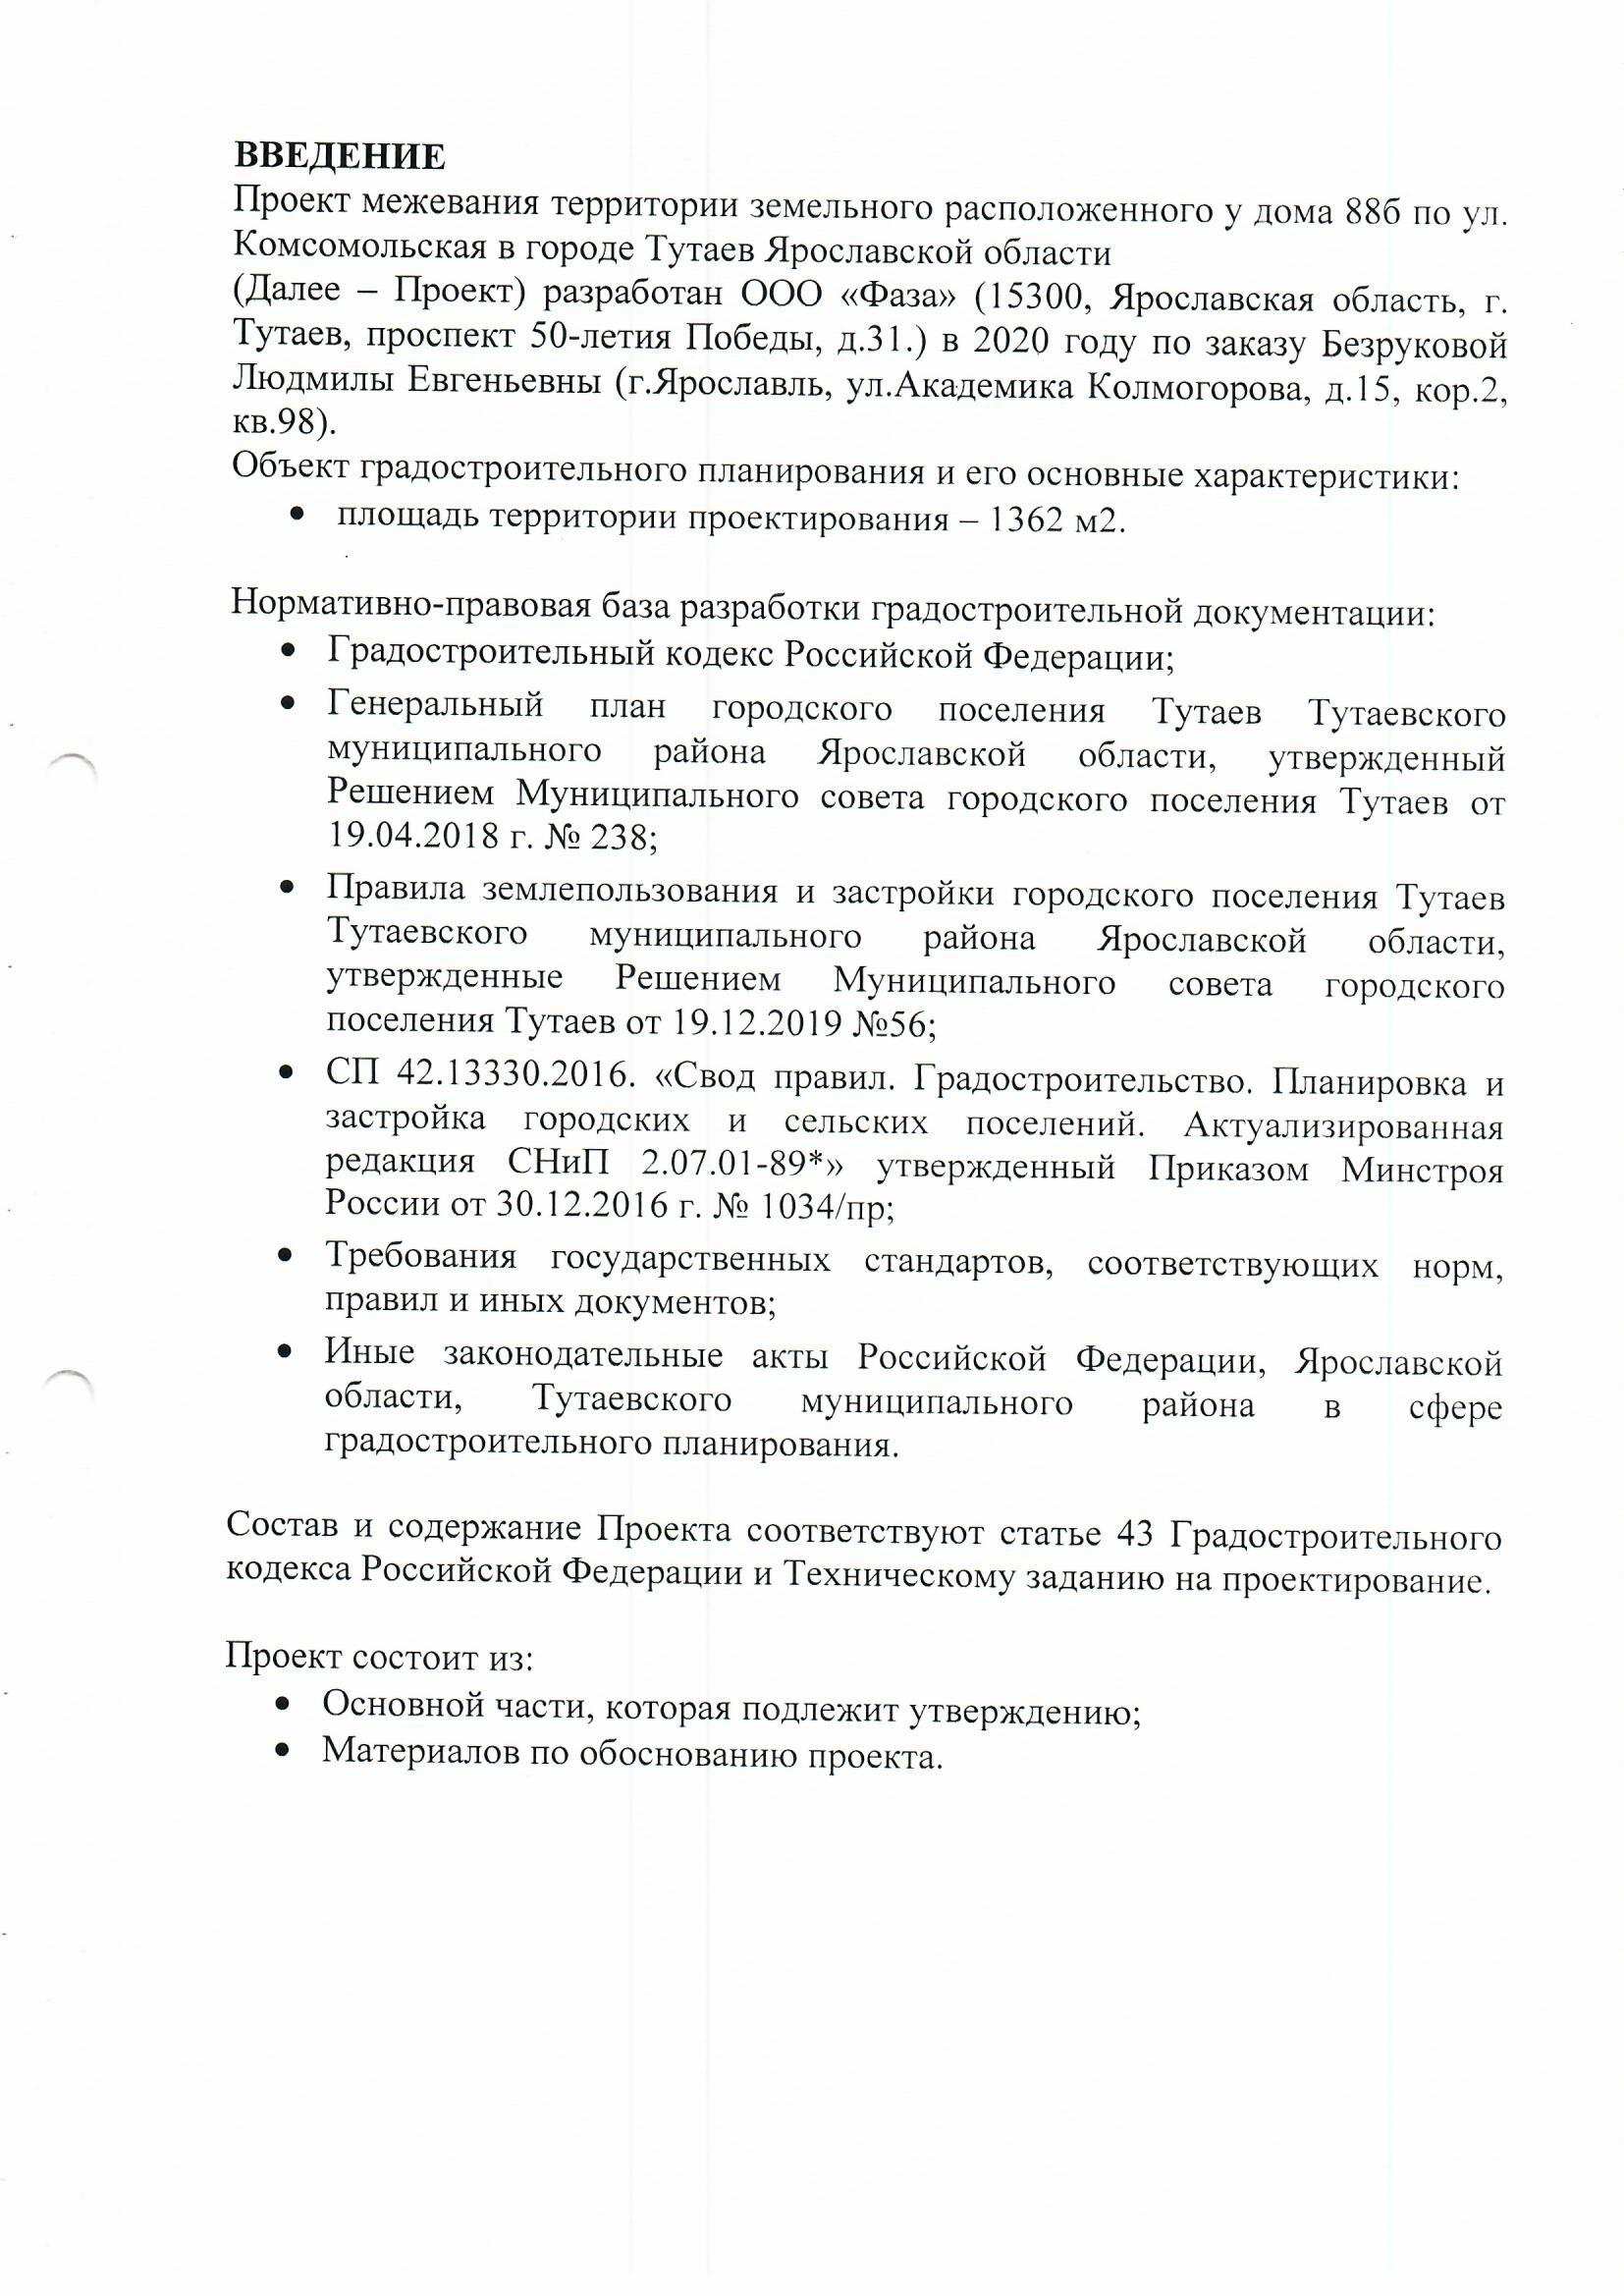 ВВЕДЕНИЕ
Проект межевания территории земельного расположенного у дома 88б по ул.
Комсомольская в городе Тутаев Ярославской области
(Далее – Проект) разработан ООО «Фаза» (15300, Ярославская область, г.
Тутаев, проспект 50-летия Победы, д.31.) в 2020 году по заказу Безруковой
Людмилы Евгеньевны (г.Ярославль, ул.Академика Колмогорова, д.15, кор.2,
кв.98).
Объект градостроительного планирования и его основные характеристики:
• площадь территории проектирования – 1362 м2.
Нормативно-правовая база разработки градостроительной документации:
• Градостроительный кодекс Российской Федерации;
• Генеральный план городского поселения Тутаев Тутаевского
муниципального района Ярославской области, утвержденный
Решением Муниципального совета городского поселения Тутаев от
19.04.2018 г. № 238;
• Правила землепользования и застройки городского поселения Тутаев
Тутаевского муниципального района Ярославской области,
утвержденные Решением Муниципального совета городского
поселения Тутаев от 19.12.2019 №56;
• СП 42.13330.2016. «Свод правил. Градостроительство. Планировка и
застройка городских и сельских поселений. Актуализированная
редакция СНиП 2.07.01-89*» утвержденный Приказом Минстроя
России от 30.12.2016 г. № 1034/пр;
• Требования государственных стандартов, соответствующих норм,
правил и иных документов;
• Иные законодательные акты Российской Федерации, Ярославской
области, Тутаевского муниципального района в сфере
градостроительного планирования.
Состав и содержание Проекта соответствуют статье 43 Градостроительного
кодекса Российской Федерации и Техническому заданию на проектирование.
Проект состоит из:
• Основной части, которая подлежит утверждению;
• Материалов по обоснованию проекта.